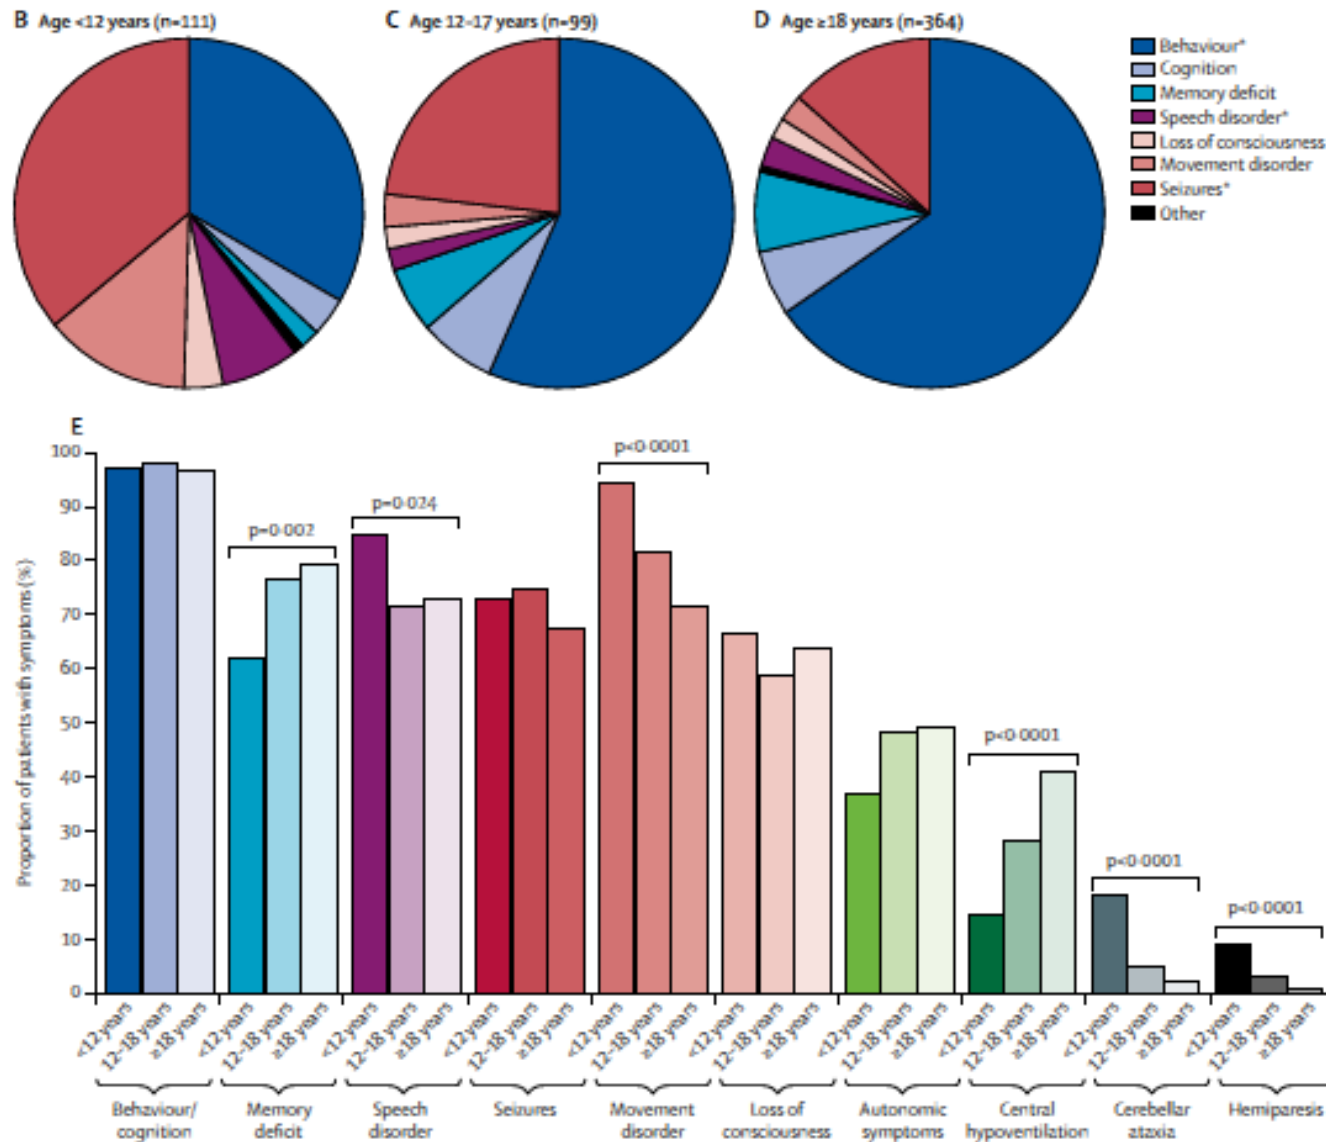 B Age <12 years (n=111)
C Age 12–17 years (n=99)
D Age ≥18 years (n=364)
Behaviour*
Cognition
Memory deficit
Speech disorder*
Loss of consciousness
Movement disorder
Seizures*
Other
E
Proportion of patients with symptoms (%)
100
90
80
70
60
50
40
30
20
10
0
p=0·002
p=0·024
p<0·0001
p<0·0001
p<0·0001
p<0·0001
<12 years
12–18 years
≥18 years
<12 years
12–18 years
≥18 years
<12 years
12–18 years
≥18 years
<12 years
12–18 years
≥18 years
<12 years
12–18 years
≥18 years
<12 years
12–18 years
≥18 years
<12 years
12–18 years
≥18 years
<12 years
12–18 years
≥18 years
<12 years
12–18 years
≥18 years
<12 years
12–18 years
≥18 years
Behaviour/
cognition
Memory
deficit
Speech
disorder
Seizures
Movement
disorder
Loss of
consciousness
Autonomic
symptoms
Central
hypoventilation
Cerebellar
ataxia
Hemiparesis